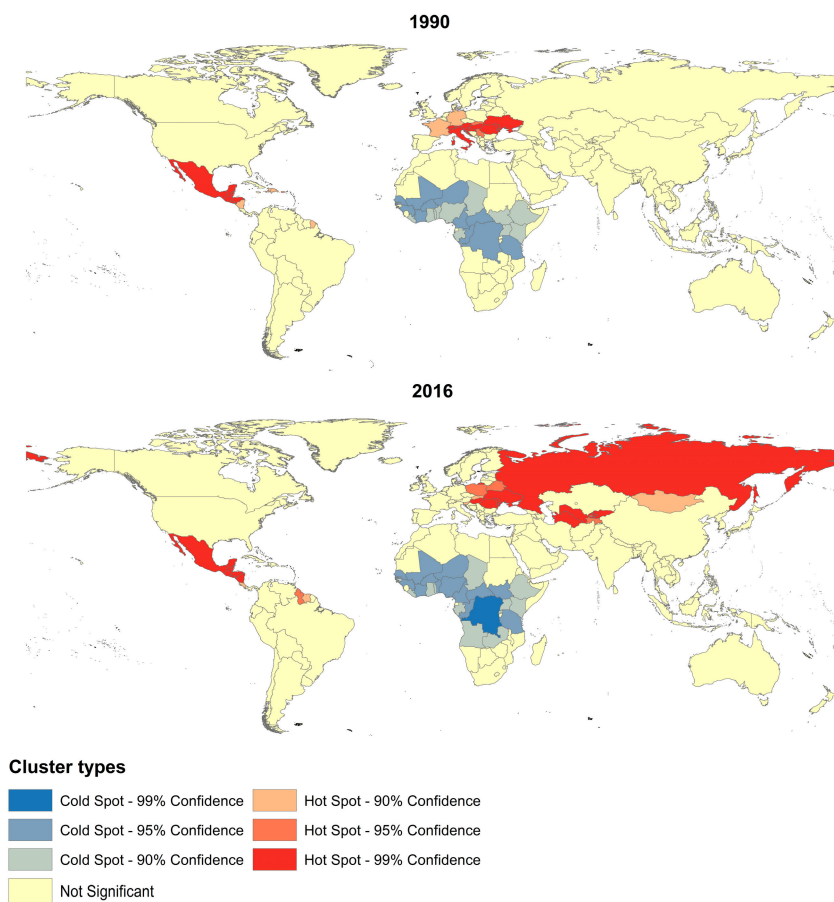 1990
2016
Cluster types
Cold Spot - 99% Confidence
Hot Spot - 90% Confidence
Cold Spot - 95% Confidence
Hot Spot - 95% Confidence
Cold Spot - 90% Confidence
Hot Spot - 99% Confidence
Not Significant